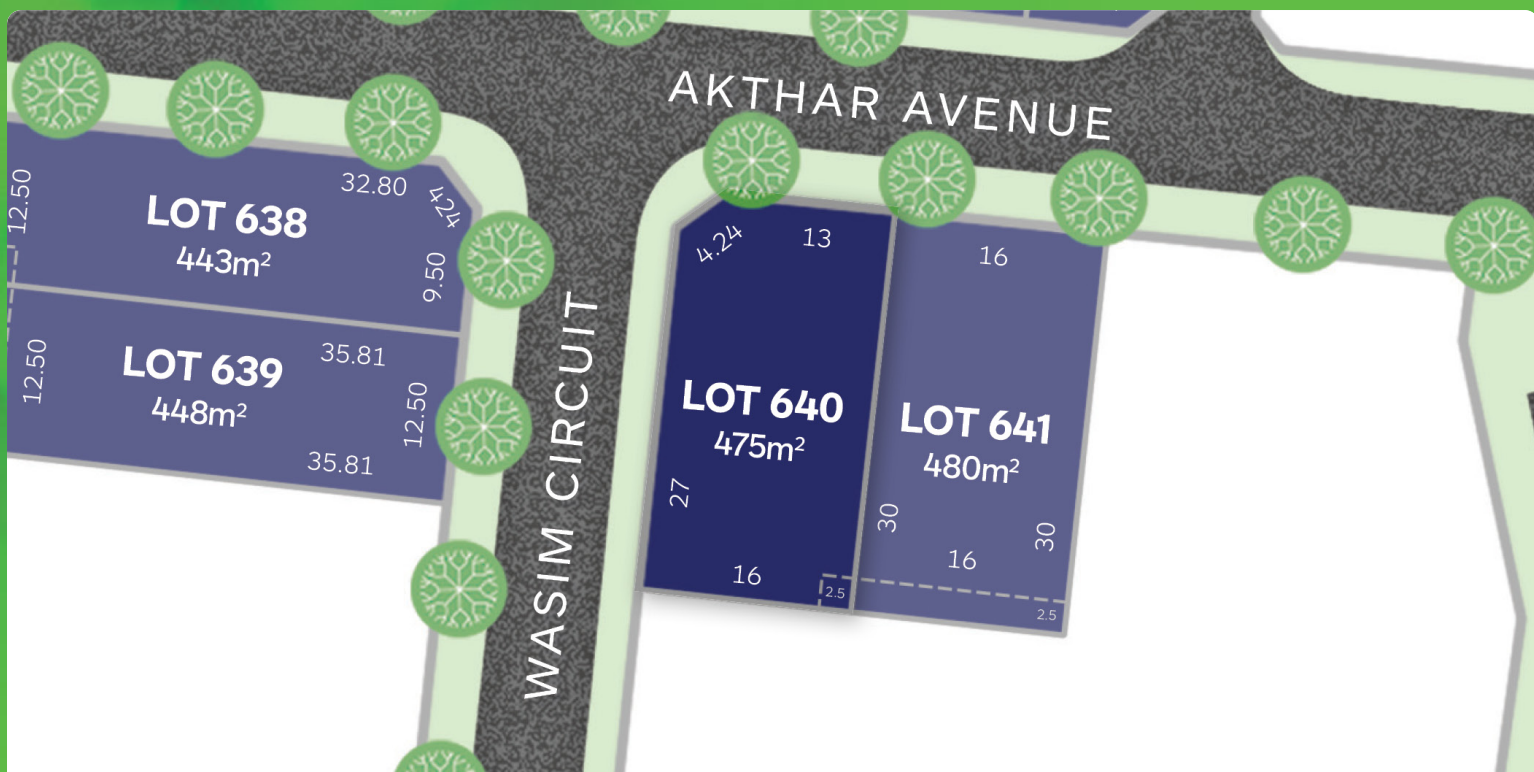 AKTHAR AVENUE
12.50
32.80
4.24
LOT 638
443m²
9.50
12.50
35.81
LOT 639
448m²
12.50
35.81
WASIM CIRCUIT
4.24
13
LOT 640
475m²
27
16
2.5
16
LOT 641
480m²
30
30
16
2.5